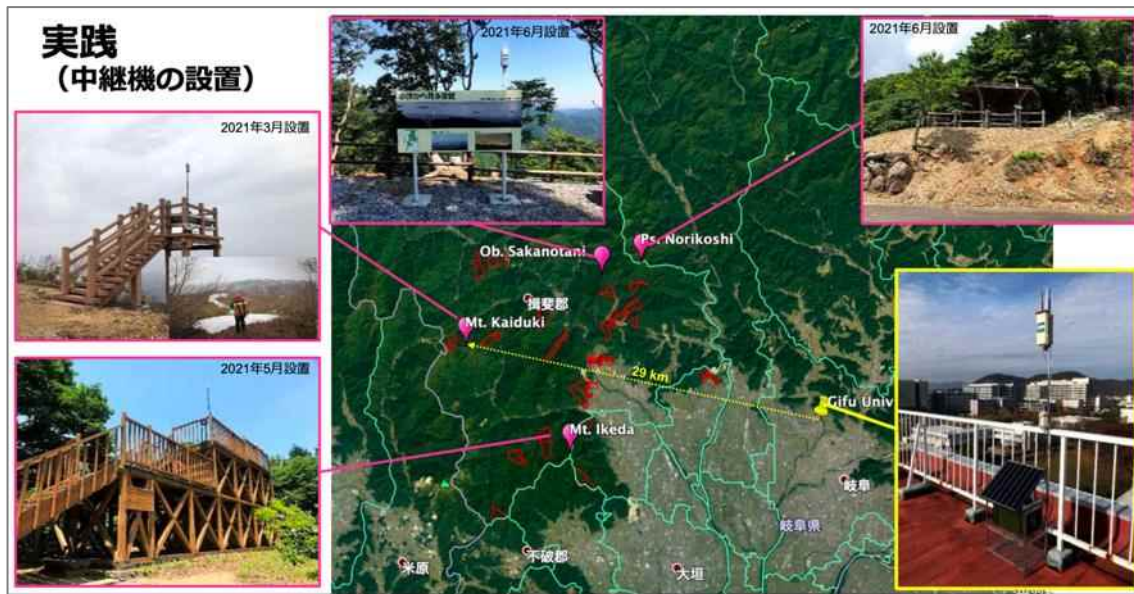 実践
（中継機の設置）
2021年3月設置
2021年6月設置
2021年6月設置
2021年5月設置
Ob. Sakanotani
Ps. Norikoshi
揖斐郡
Mt. Kaiduki
29 km
Gifu Univ
Mt. Ikeda
岐阜
岐阜県
不破郡
米原
大垣